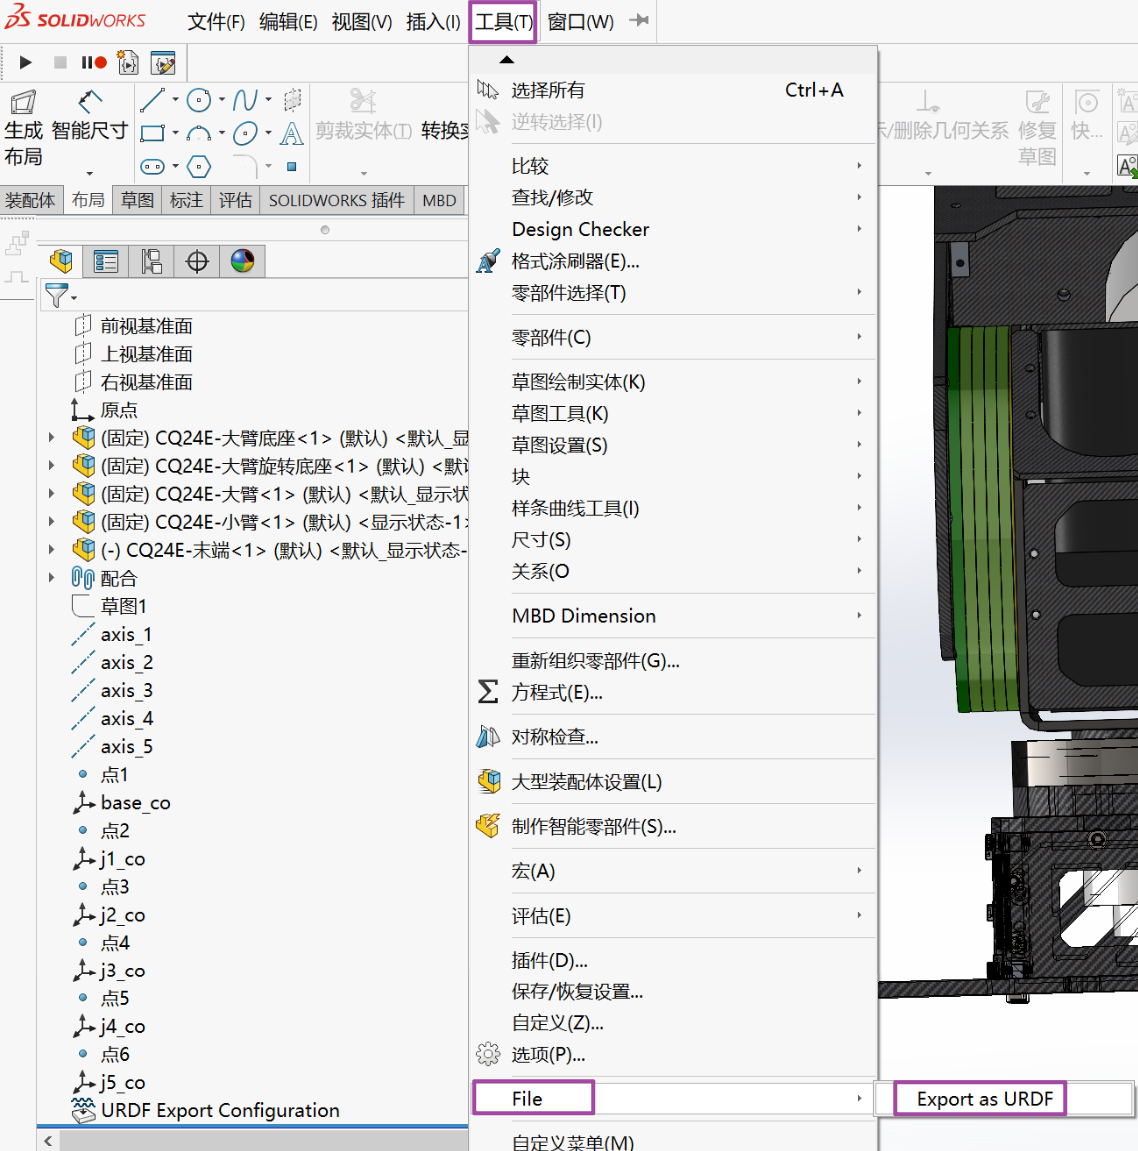 SOLIDWORKS 文件(F) 编辑(E) 视图(V) 插入(I) 工具(T) 窗口(W)
生成布局 智能尺寸 剪裁实体(T) 转换实 示/删除几何关系 修复草图 快...
装配体 布局 草图 标注 评估 SOLIDWORKS 插件 MBD
前视基准面
上视基准面
右视基准面
原点
(固定) CQ24E-大臂底座<1> (默认) <默认_显
(固定) CQ24E-大臂旋转底座<1> (默认) <默认
(固定) CQ24E-大臂<1> (默认) <默认_显示状
(固定) CQ24E-小臂<1> (默认) <显示状态-1>
(-) CQ24E-末端<1> (默认) <默认_显示状态-
配合
草图1
axis_1
axis_2
axis_3
axis_4
axis_5
点1
base_co
点2
j1_co
点3
j2_co
点4
j3_co
点5
j4_co
点6
j5_co
URDF Export Configuration
选择所有 Ctrl+A
逆转选择(I)
比较
查找/修改
Design Checker
格式涂刷器(E)...
零部件选择(T)
零部件(C)
草图绘制实体(K)
草图工具(K)
草图设置(S)
块
样条曲线工具(I)
尺寸(S)
关系(O
MBD Dimension
重新组织零部件(G)...
方程式(E)...
对称检查...
大型装配体设置(L)
制作智能零部件(S)...
宏(A)
评估(E)
插件(D)...
保存/恢复设置...
自定义(Z)...
选项(P)...
File
Export as URDF
自定义菜单(M)